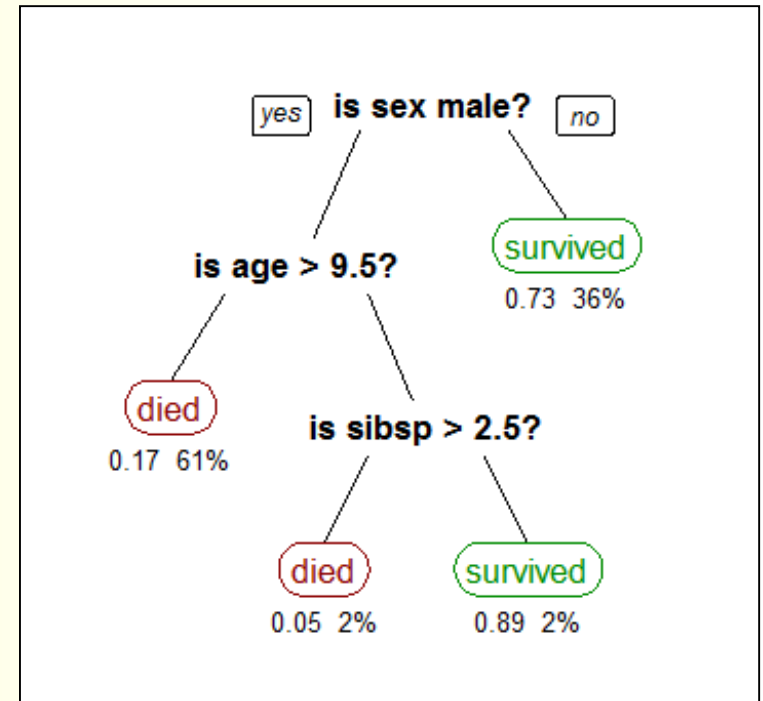 yes is sex male? no
survived
is age > 9.5?
0.73 36%
died
is sibsp > 2.5?
0.17 61%
died survived
0.05 2% 0.89 2%